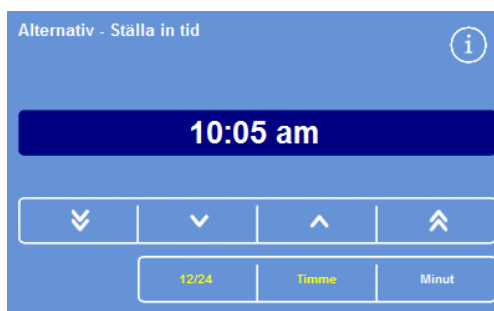 Alternativ - Ställa in tid
i
10:05 am
12/24 Timme Minut